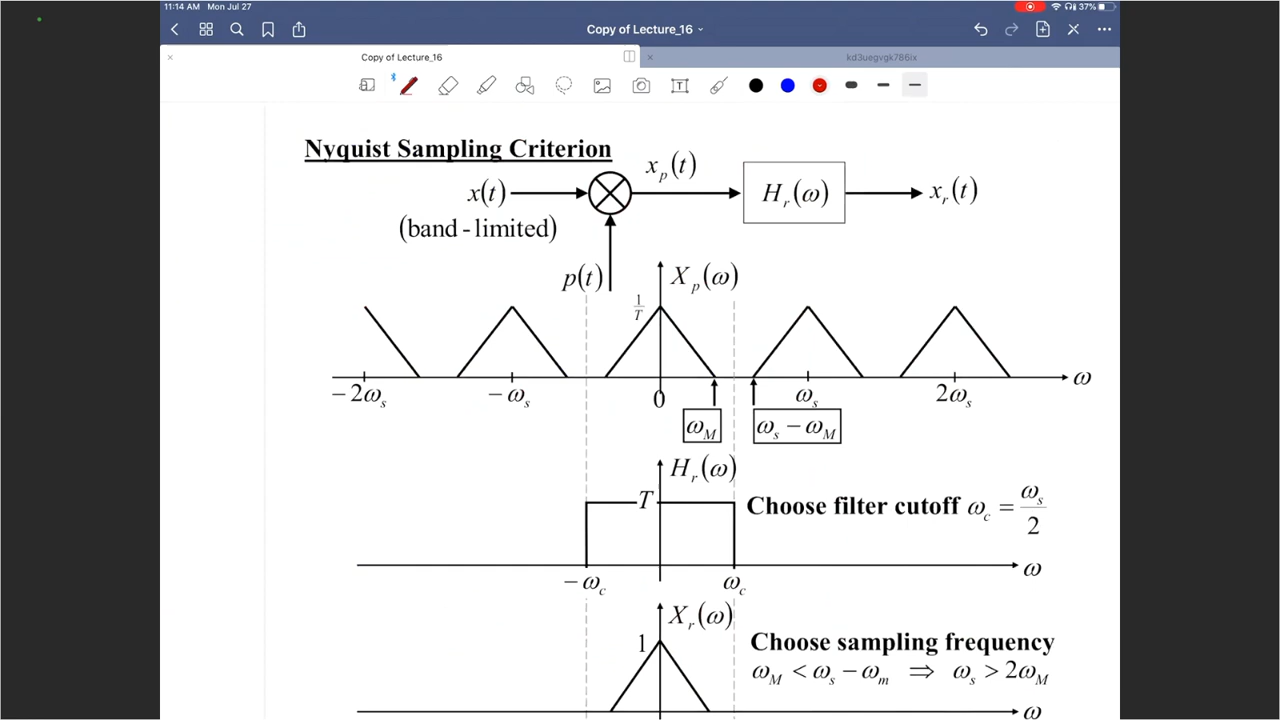 11:14 AM Mon Jul 27 37%
Copy of Lecture_16
Copy of Lecture_16 kd3uegvgk786ix
T
Nyquist Sampling Criterion
x(t) x_p(t) H_r(ω) x_r(t)
(band-limited)
p(t) X_p(ω)
1/T
−2ω_s −ω_s 0 ω_s 2ω_s ω
ω_M ω_s − ω_M
H_r(ω)
T Choose filter cutoff ω_c = ω_s/2
−ω_c ω_c ω
X_r(ω)
1 Choose sampling frequency
ω_M < ω_s − ω_m ⇒ ω_s > 2ω_M
ω